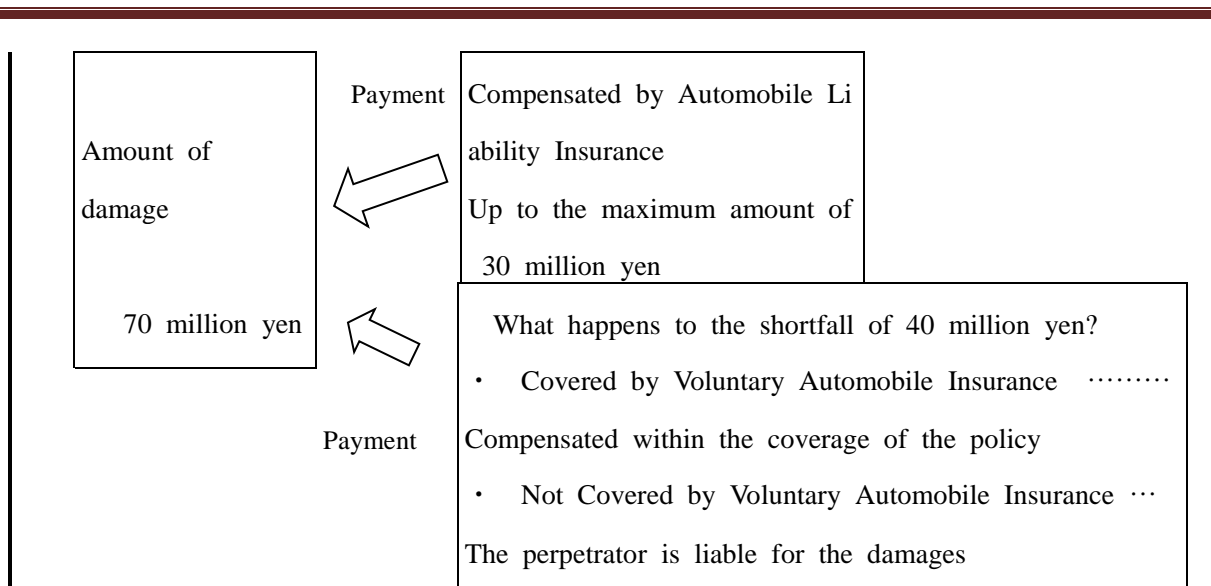 Amount of
damage
70 million yen
Payment
Compensated by Automobile Li
ability Insurance
Up to the maximum amount of
30 million yen
Payment
What happens to the shortfall of 40 million yen?
・ Covered by Voluntary Automobile Insurance ………
Compensated within the coverage of the policy
・ Not Covered by Voluntary Automobile Insurance …
The perpetrator is liable for the damages